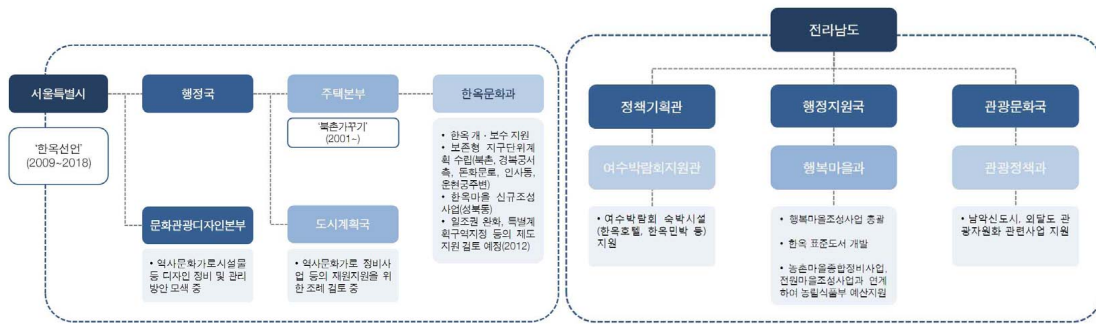 서울특별시
'한옥선언'
(2009~2018)
행정국
문화관광디자인본부
• 역사문화가로시설물
등 디자인 정비 및 관리
방안 모색 중
주택본부
'북촌가꾸기'
(2001~)
도시계획국
• 역사문화가로 정비사
업 등의 재원지원을 위
한 조례 검토 중
한옥문화과
• 한옥 개·보수 지원
• 보존형 지구단위계
획 수립(북촌, 경복궁서
측, 돈화문로, 인사동,
운현궁주변)
• 한옥마을 신규조성
사업(성북동)
• 일조권 완화, 특별계
획구역지정 등의 제도
지원 검토 예정(2012)
전라남도
정책기획관
여수박람회지원관
• 여수박람회 숙박시설
(한옥호텔, 한옥민박 등)
지원
행정지원국
행복마을과
• 행복마을조성사업 총괄
• 한옥 표준도서 개발
• 농촌마을종합정비사업,
전원마을조성사업과 연계
하여 농림식품부 예산지원
관광문화국
관광정책과
• 남악신도시, 외달도 관
광자원화 관련사업 지원